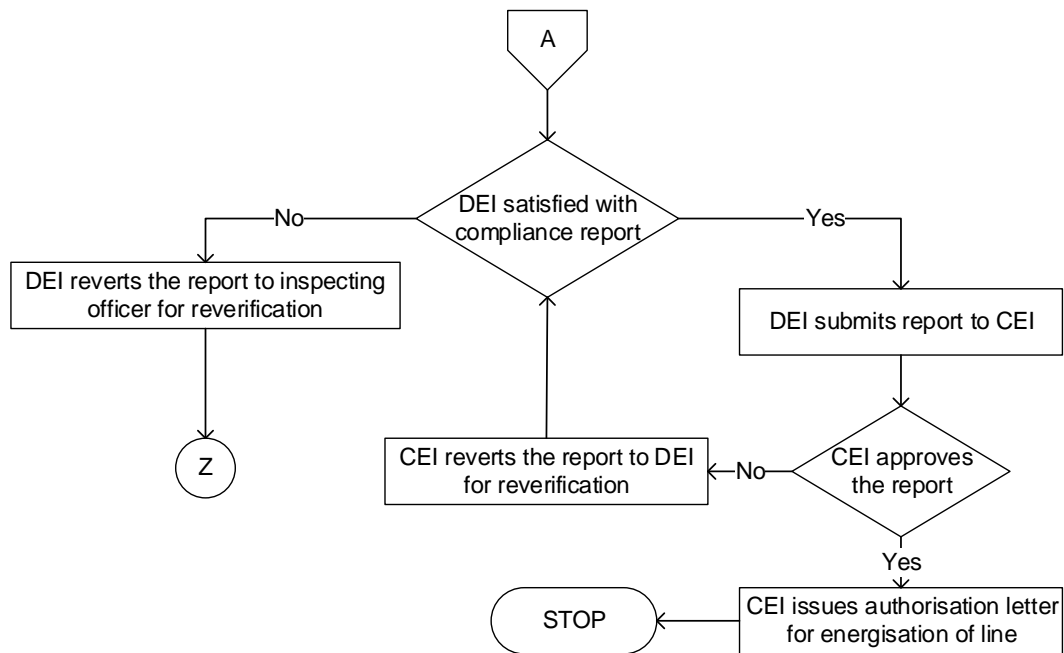 A
DEI satisfied with
compliance report
No
Yes
DEI reverts the report to inspecting
officer for reverification
DEI submits report to CEI
Z
CEI reverts the report to DEI
for reverification
No
CEI approves
the report
Yes
STOP
CEI issues authorisation letter
for energisation of line